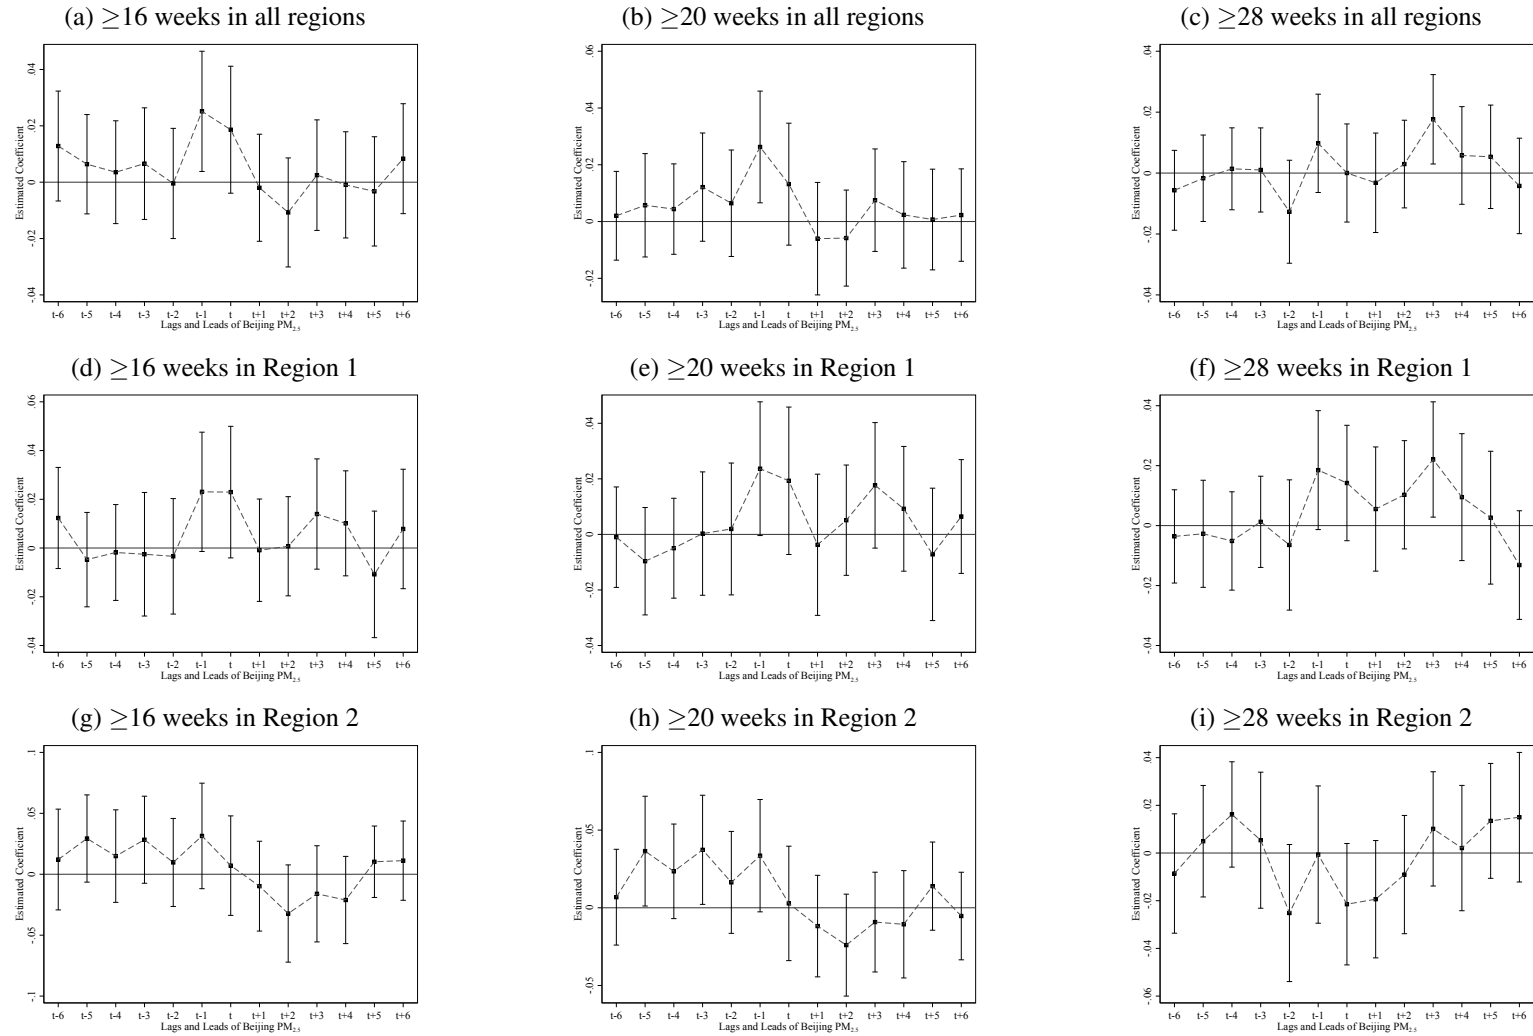 (a) ≥16 weeks in all regions
(b) ≥20 weeks in all regions
(c) ≥28 weeks in all regions
Estimated Coefficient
.04
.02
0
-.02
-.04
t-6 t-5 t-4 t-3 t-2 t-1 t t+1 t+2 t+3 t+4 t+5 t+6
Lags and Leads of Beijing PM2.5
Estimated Coefficient
.06
.04
.02
0
-.02
t-6 t-5 t-4 t-3 t-2 t-1 t t+1 t+2 t+3 t+4 t+5 t+6
Lags and Leads of Beijing PM2.5
Estimated Coefficient
.04
.02
0
-.02
-.04
t-6 t-5 t-4 t-3 t-2 t-1 t t+1 t+2 t+3 t+4 t+5 t+6
Lags and Leads of Beijing PM2.5
(d) ≥16 weeks in Region 1
(e) ≥20 weeks in Region 1
(f) ≥28 weeks in Region 1
Estimated Coefficient
.06
.04
.02
0
-.02
-.04
t-6 t-5 t-4 t-3 t-2 t-1 t t+1 t+2 t+3 t+4 t+5 t+6
Lags and Leads of Beijing PM2.5
Estimated Coefficient
.04
.02
0
-.02
-.04
t-6 t-5 t-4 t-3 t-2 t-1 t t+1 t+2 t+3 t+4 t+5 t+6
Lags and Leads of Beijing PM2.5
Estimated Coefficient
.04
.02
0
-.02
-.04
t-6 t-5 t-4 t-3 t-2 t-1 t t+1 t+2 t+3 t+4 t+5 t+6
Lags and Leads of Beijing PM2.5
(g) ≥16 weeks in Region 2
(h) ≥20 weeks in Region 2
(i) ≥28 weeks in Region 2
Estimated Coefficient
.1
.05
0
-.05
-.1
t-6 t-5 t-4 t-3 t-2 t-1 t t+1 t+2 t+3 t+4 t+5 t+6
Lags and Leads of Beijing PM2.5
Estimated Coefficient
.1
.05
0
-.05
t-6 t-5 t-4 t-3 t-2 t-1 t t+1 t+2 t+3 t+4 t+5 t+6
Lags and Leads of Beijing PM2.5
Estimated Coefficient
.04
.02
0
-.02
-.04
-.06
t-6 t-5 t-4 t-3 t-2 t-1 t t+1 t+2 t+3 t+4 t+5 t+6
Lags and Leads of Beijing PM2.5